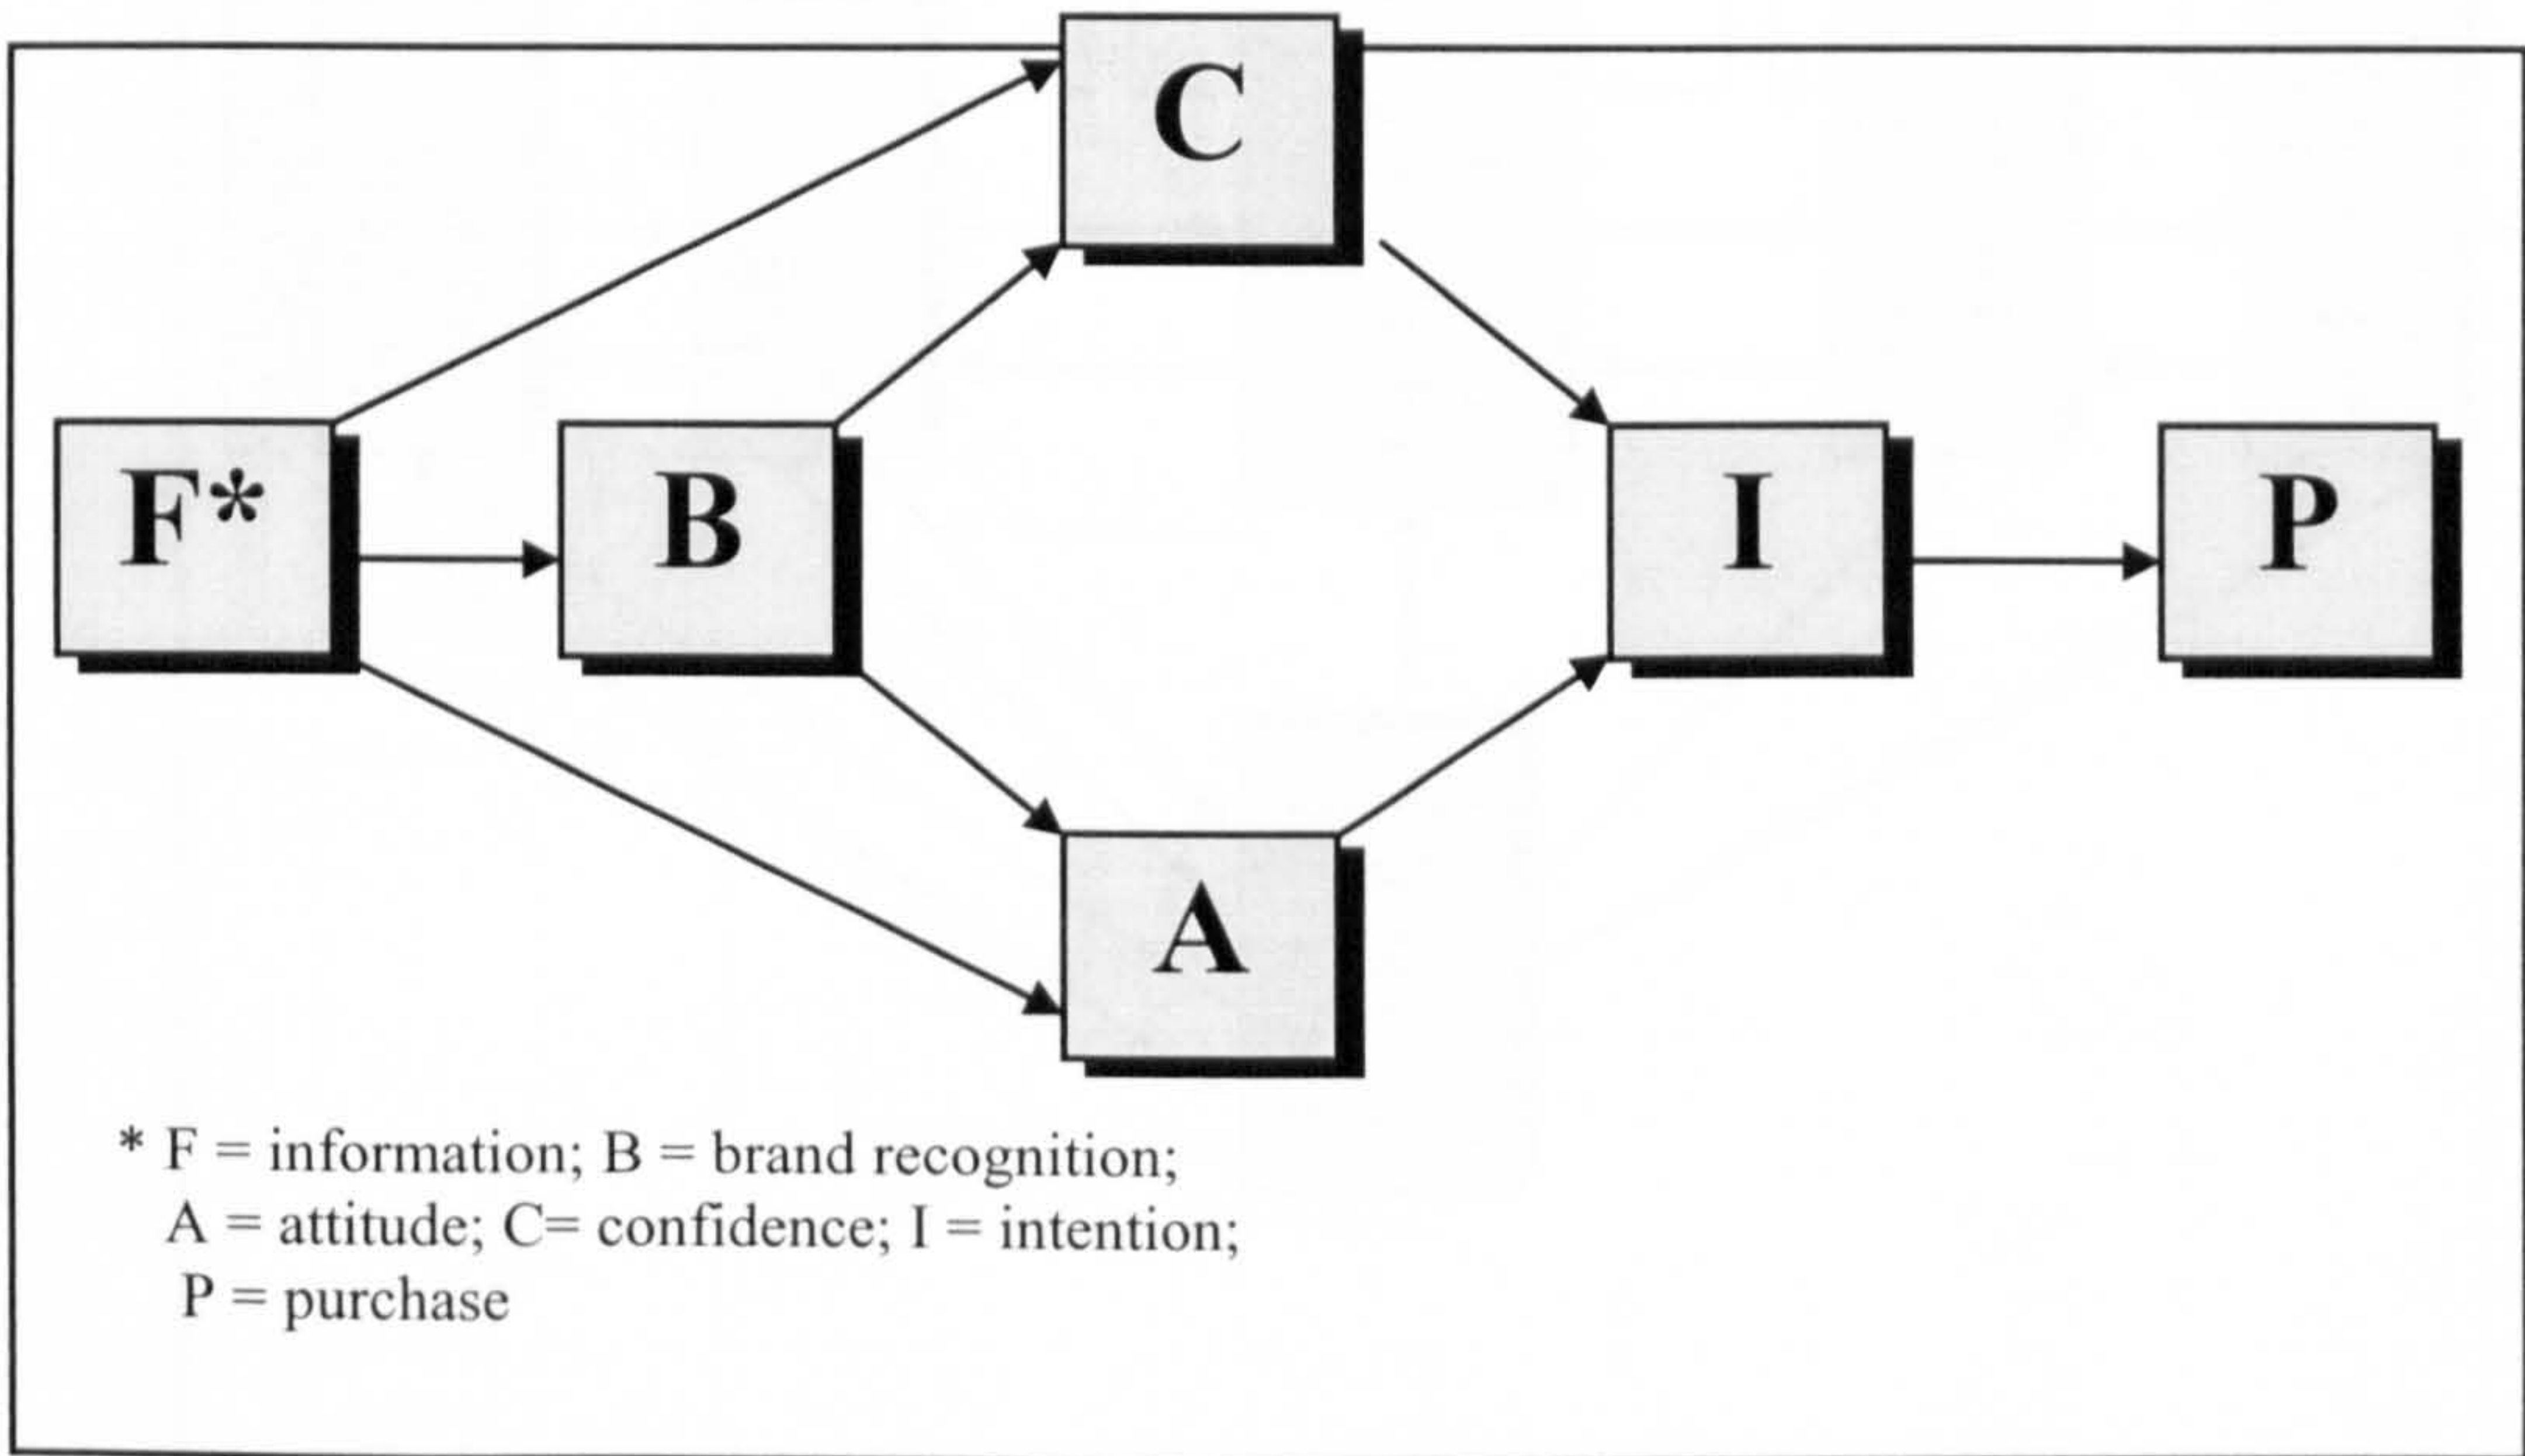 C
F*
B
I
P
A
* F = information; B = brand recognition;
A = attitude; C= confidence; I = intention;
P = purchase